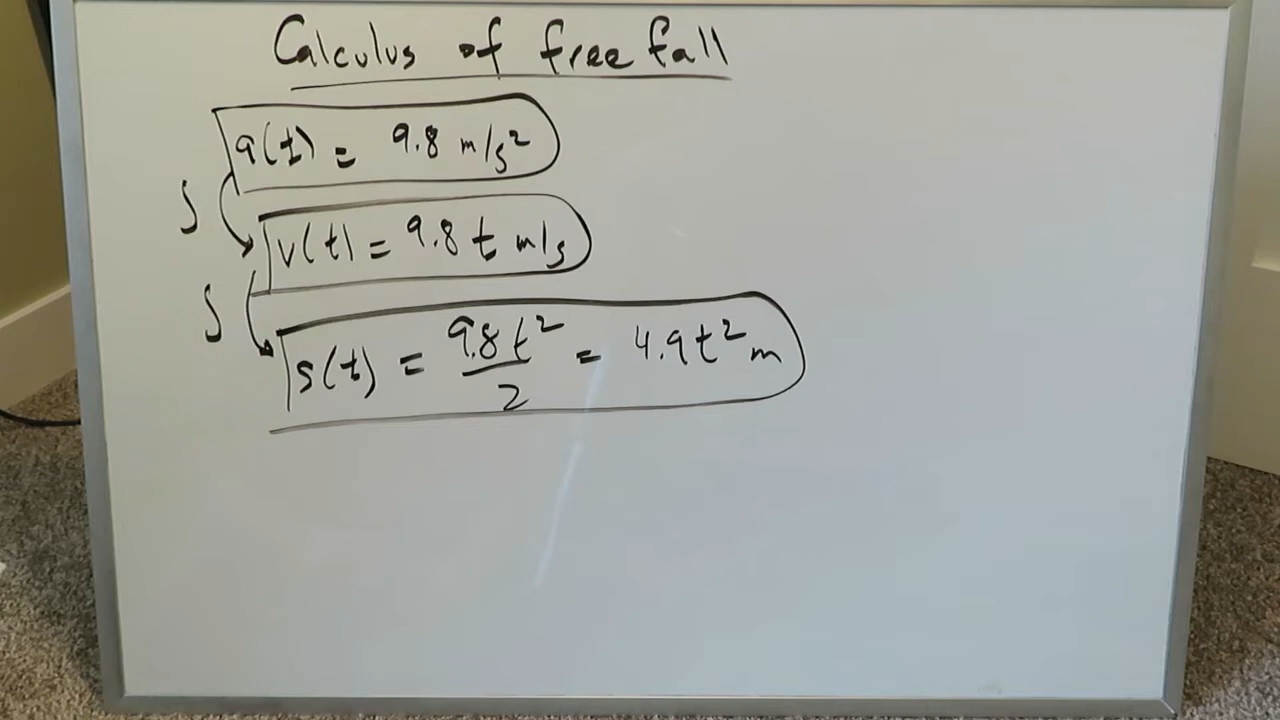 Calculus of free fall
a(t) = 9.8 m/s²
∫
v(t) = 9.8 t m/s
∫
s(t) = 9.8t²/2 = 4.9t² m